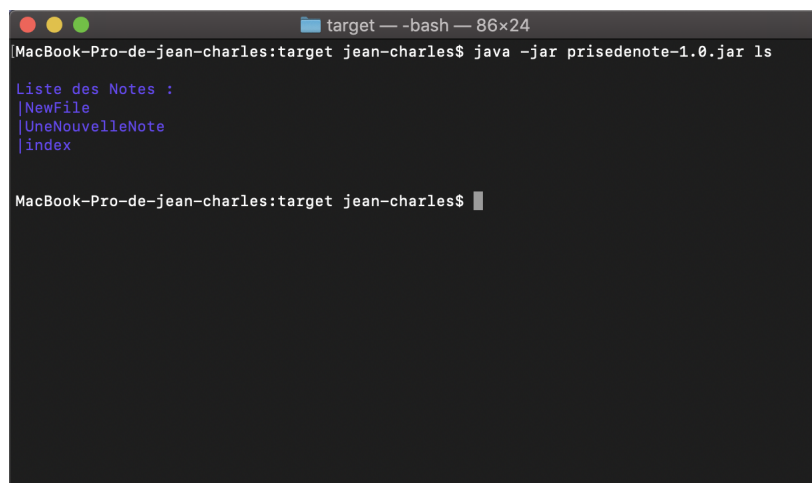 target — -bash — 86×24
[MacBook-Pro-de-jean-charles:target jean-charles$ java -jar prisedenote-1.0.jar ls
Liste des Notes :
|NewFile
|UneNouvelleNote
|index
MacBook-Pro-de-jean-charles:target jean-charles$